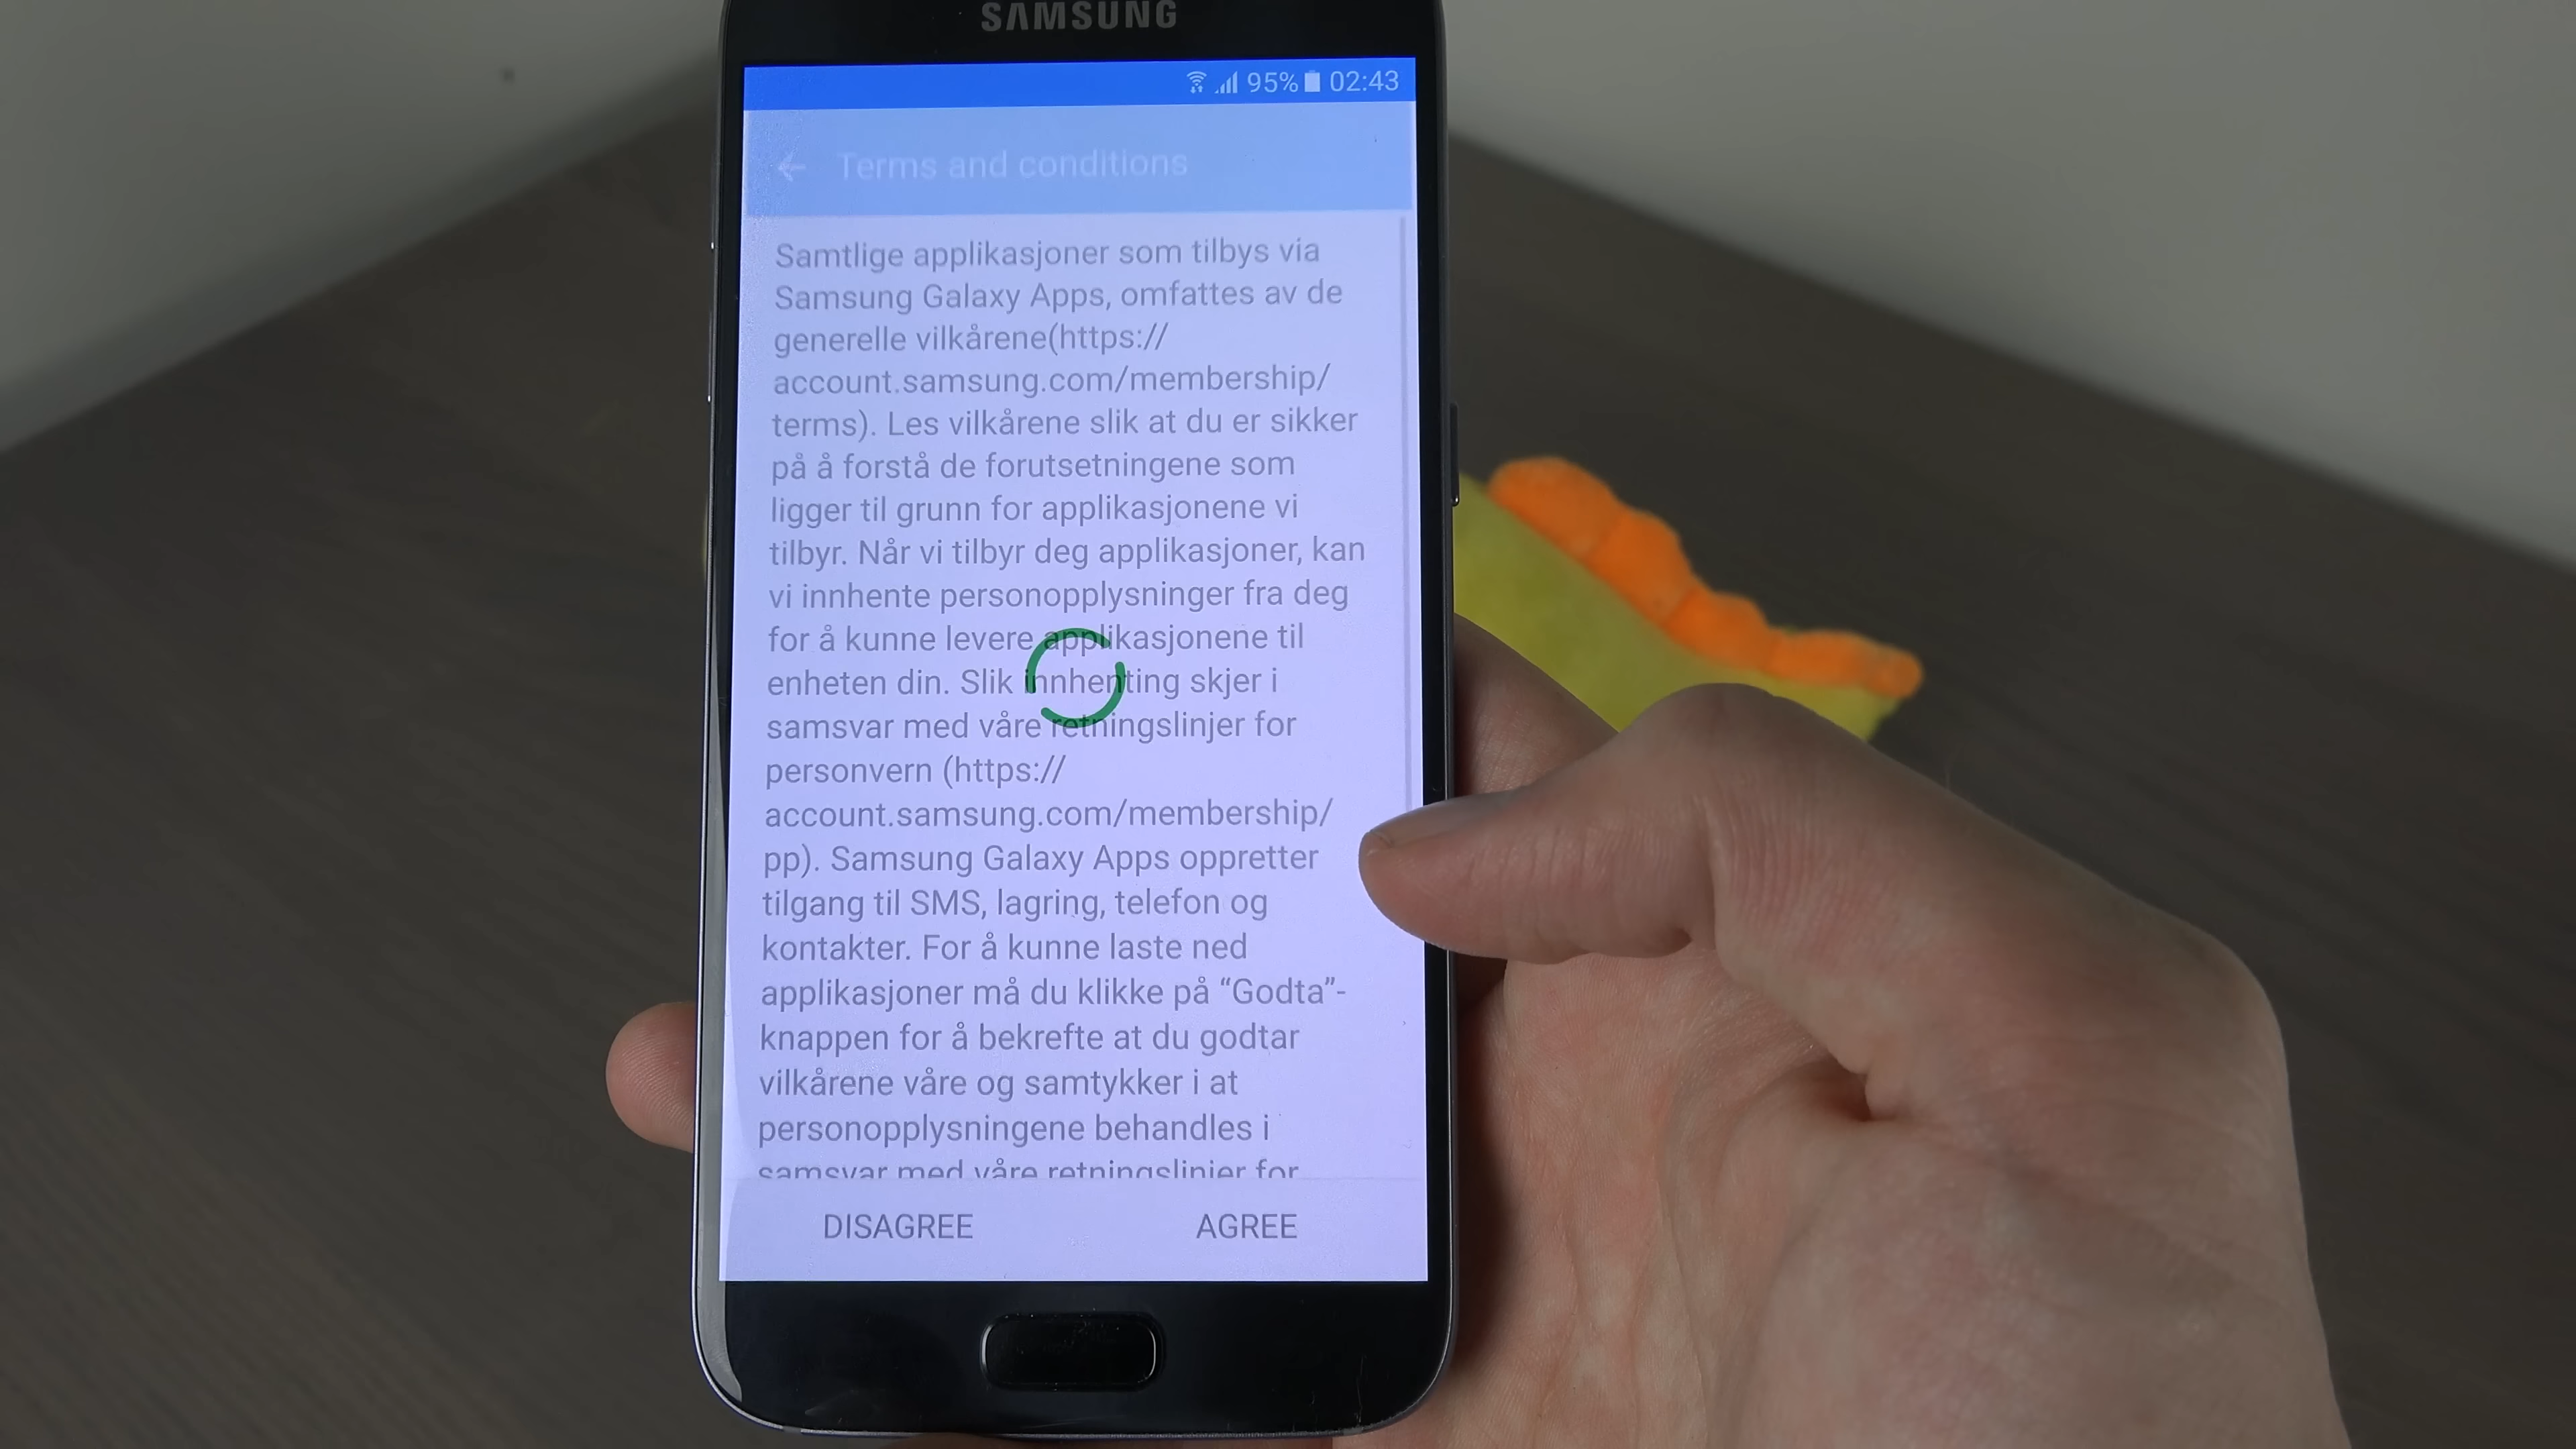 SAMSUNG
95% 02:43
Terms and conditions
Samtlige applikasjoner som tilbys via
Samsung Galaxy Apps, omfattes av de
generelle vilkårene(https://
account.samsung.com/membership/
terms). Les vilkårene slik at du er sikker
på å forstå de forutsetningene som
ligger til grunn for applikasjonene vi
tilbyr. Når vi tilbyr deg applikasjoner, kan
vi innhente personopplysninger fra deg
for å kunne levere applikasjonene til
enheten din. Slik innhenting skjer i
samsvar med våre retningslinjer for
personvern (https://
account.samsung.com/membership/
pp). Samsung Galaxy Apps oppretter
tilgang til SMS, lagring, telefon og
kontakter. For å kunne laste ned
applikasjoner må du klikke på “Godta”-
knappen for å bekrefte at du godtar
vilkårene våre og samtykker i at
personopplysningene behandles i
samsvar med våre retningslinjer for
DISAGREE AGREE